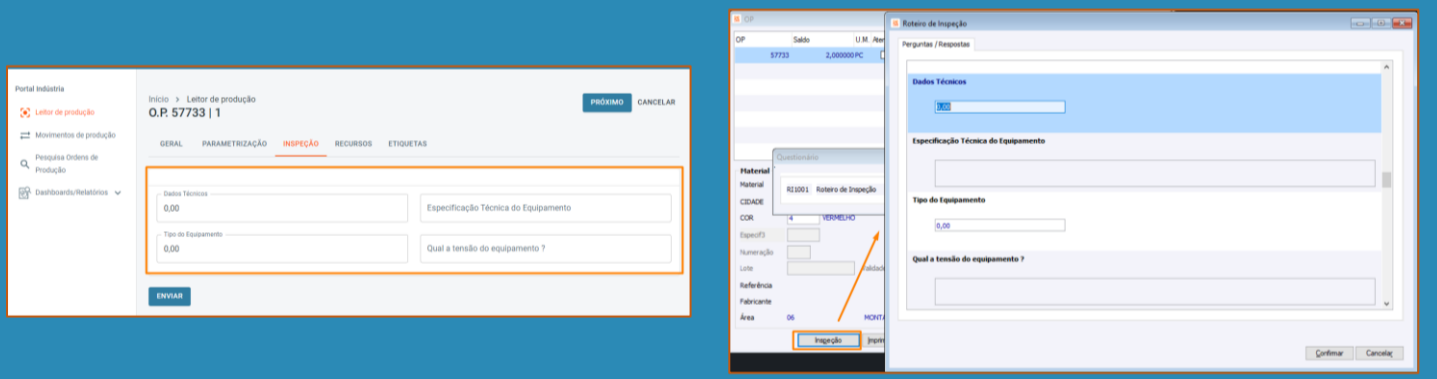 Portal Indústria
Leitor de produção
Movimentos de produção
Pesquisa Ordens de
Produção
Dashboards/Relatórios
Início > Leitor de produção
O.P. 57733 | 1
PRÓXIMO CANCELAR
GERAL PARAMETRIZAÇÃO INSPEÇÃO RECURSOS ETIQUETAS
Dados Técnicos
0,00
Especificação Técnica do Equipamento
Tipo do Equipamento
0,00
Qual a tensão do equipamento ?
ENVIAR
OP
OP Saldo U.M.
57733 2,000000 PC
Questionário
RI1001 Roteiro de Inspeção
Material
Material
CIDADE
COR 4 VERMELHO
Especif3
Numeração
Lote
Referência
Fabricante
Área 06
Inspeção
Roteiro de Inspeção
Perguntas / Respostas
Dados Técnicos
0,00
Especificação Técnica do Equipamento
Tipo do Equipamento
0,00
Qual a tensão do equipamento ?
Confirmar Cancelar